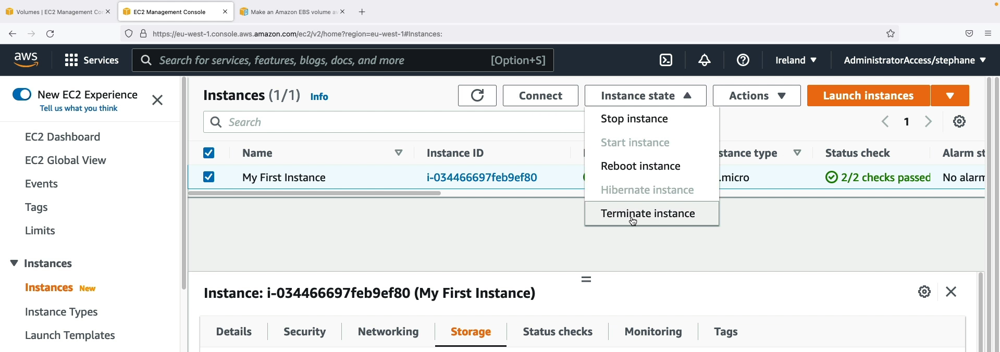 Volumes | EC2 Management Co
EC2 Management Console
Make an Amazon EBS volume av
https://eu-west-1.console.aws.amazon.com/ec2/v2/home?region=eu-west-1#Instances:
aws
Services
Search for services, features, blogs, docs, and more
[Option+S]
Ireland
AdministratorAccess/stephane
New EC2 Experience
Tell us what you think
EC2 Dashboard
EC2 Global View
Events
Tags
Limits
Instances
Instances New
Instance Types
Launch Templates
Instances (1/1) Info
Connect
Instance state
Actions
Launch instances
Search
1
Stop instance
Start instance
Reboot instance
Hibernate instance
Terminate instance
Name
Instance ID
stance type
Status check
Alarm st
My First Instance
i-034466697feb9ef80
.micro
2/2 checks passed
No alarm
Instance: i-034466697feb9ef80 (My First Instance)
Details
Security
Networking
Storage
Status checks
Monitoring
Tags